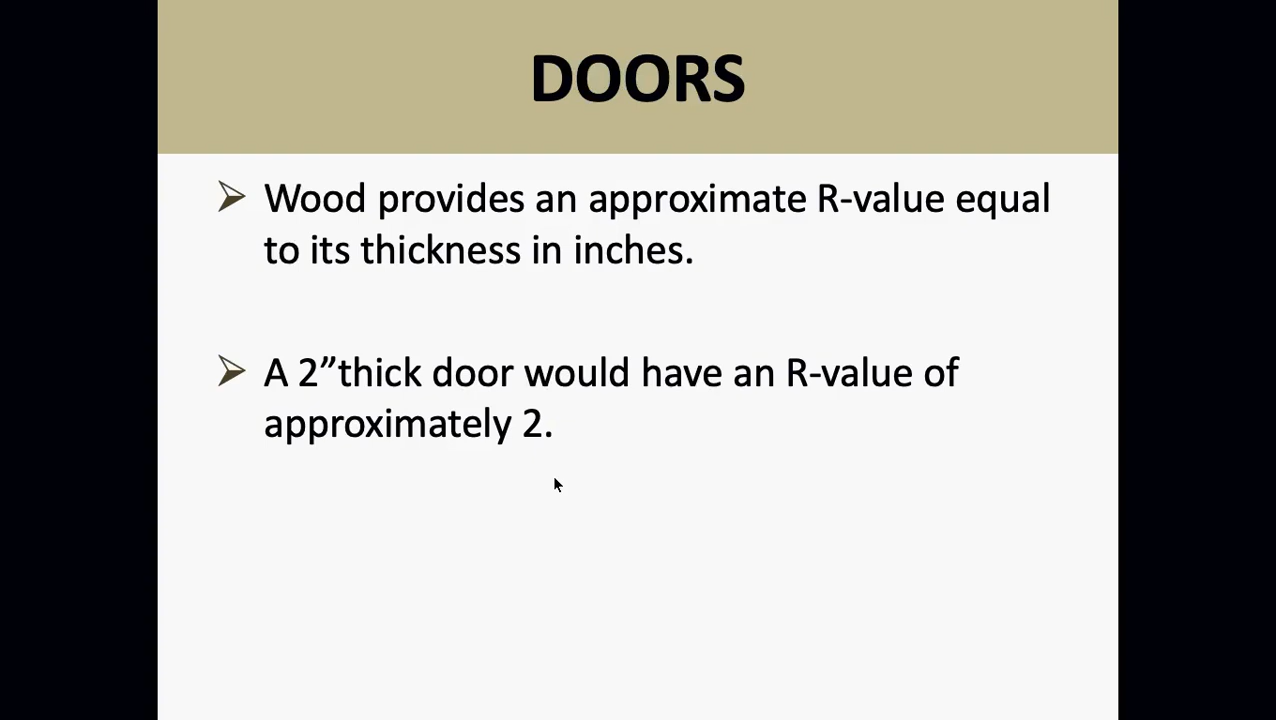 DOORS
Wood provides an approximate R-value equal
to its thickness in inches.
A 2”thick door would have an R-value of
approximately 2.